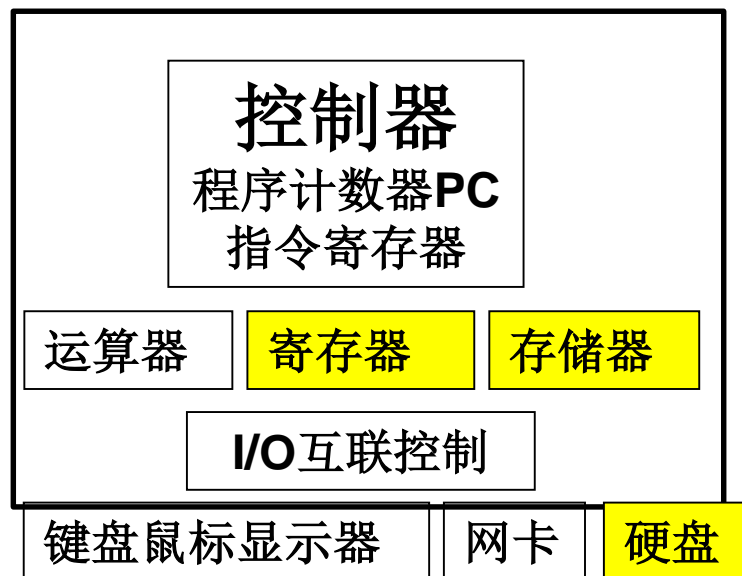 控制器
程序计数器PC
指令寄存器
运算器 寄存器 存储器
I/O互联控制
键盘鼠标显示器 网卡 硬盘